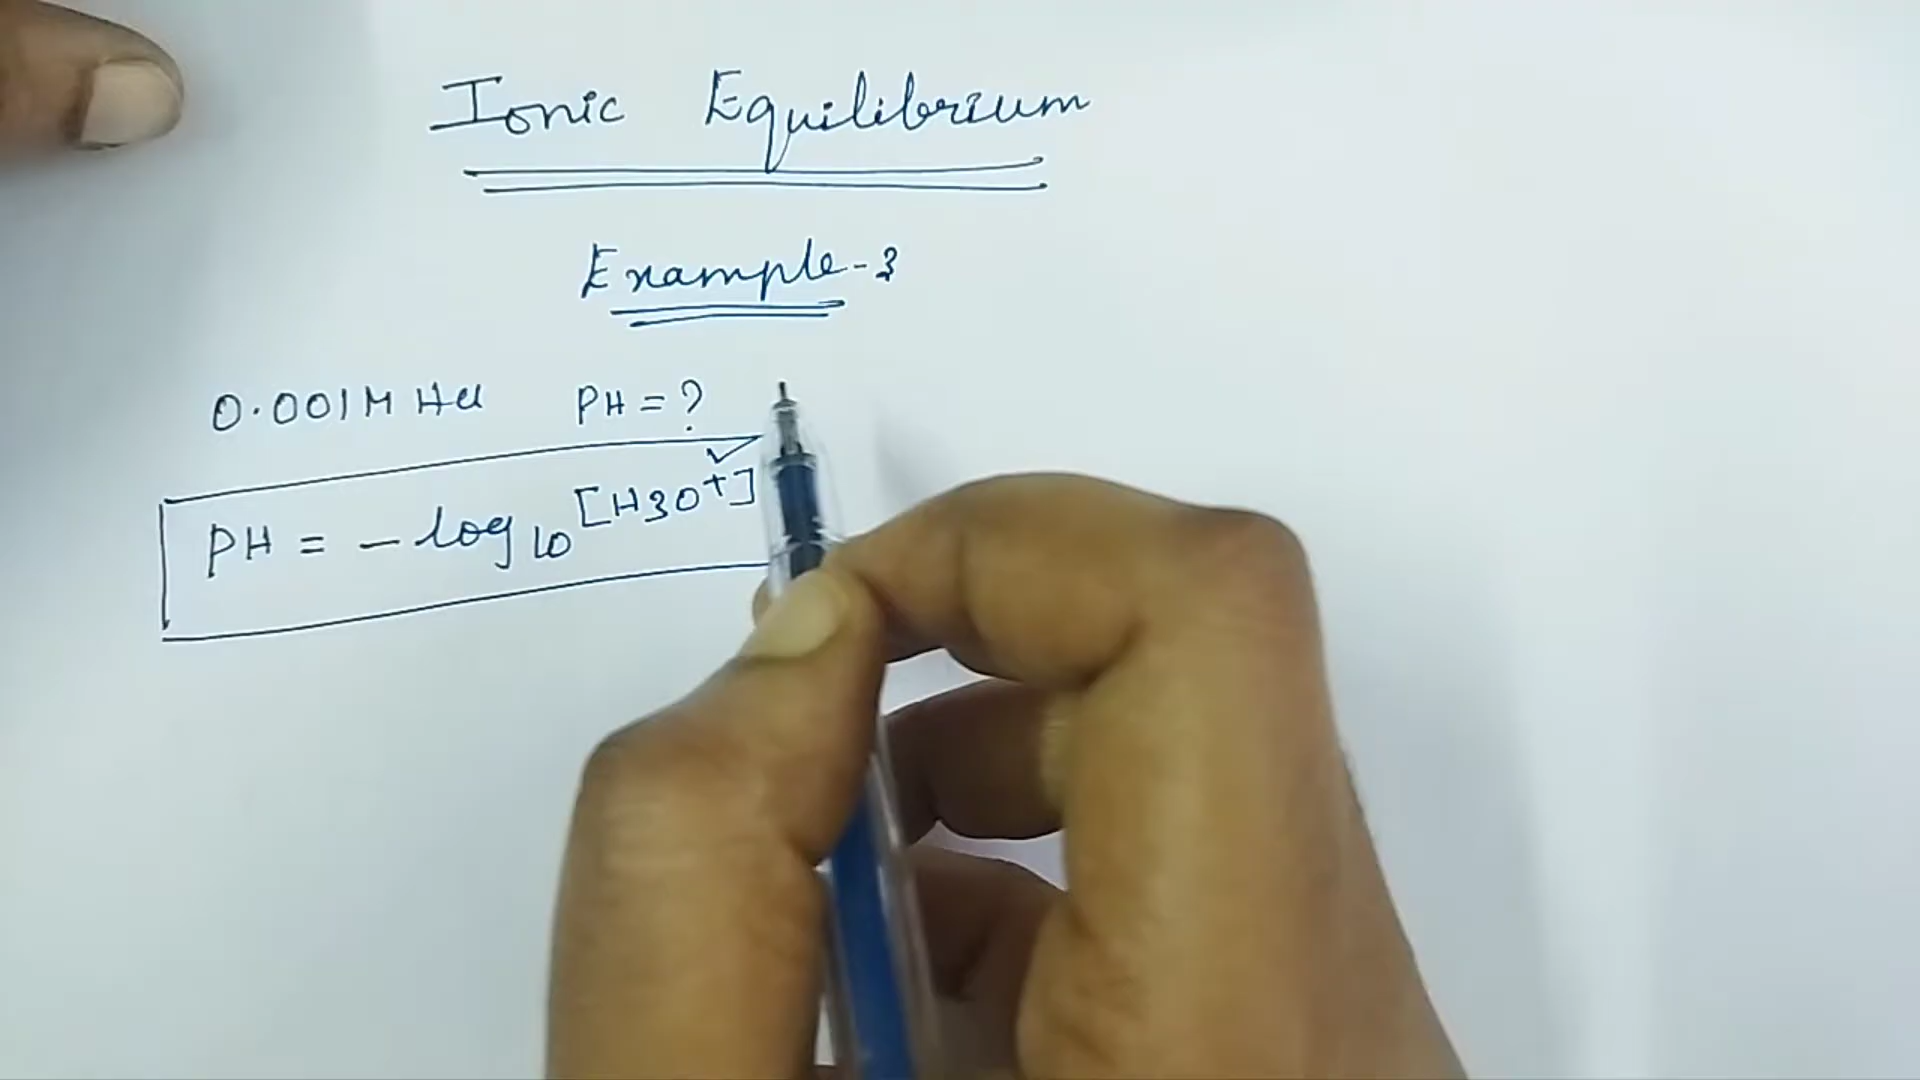 Ionic Equilibrium
Example-3
0.001M HCl PH = ?
PH = - log10 [H3O+]